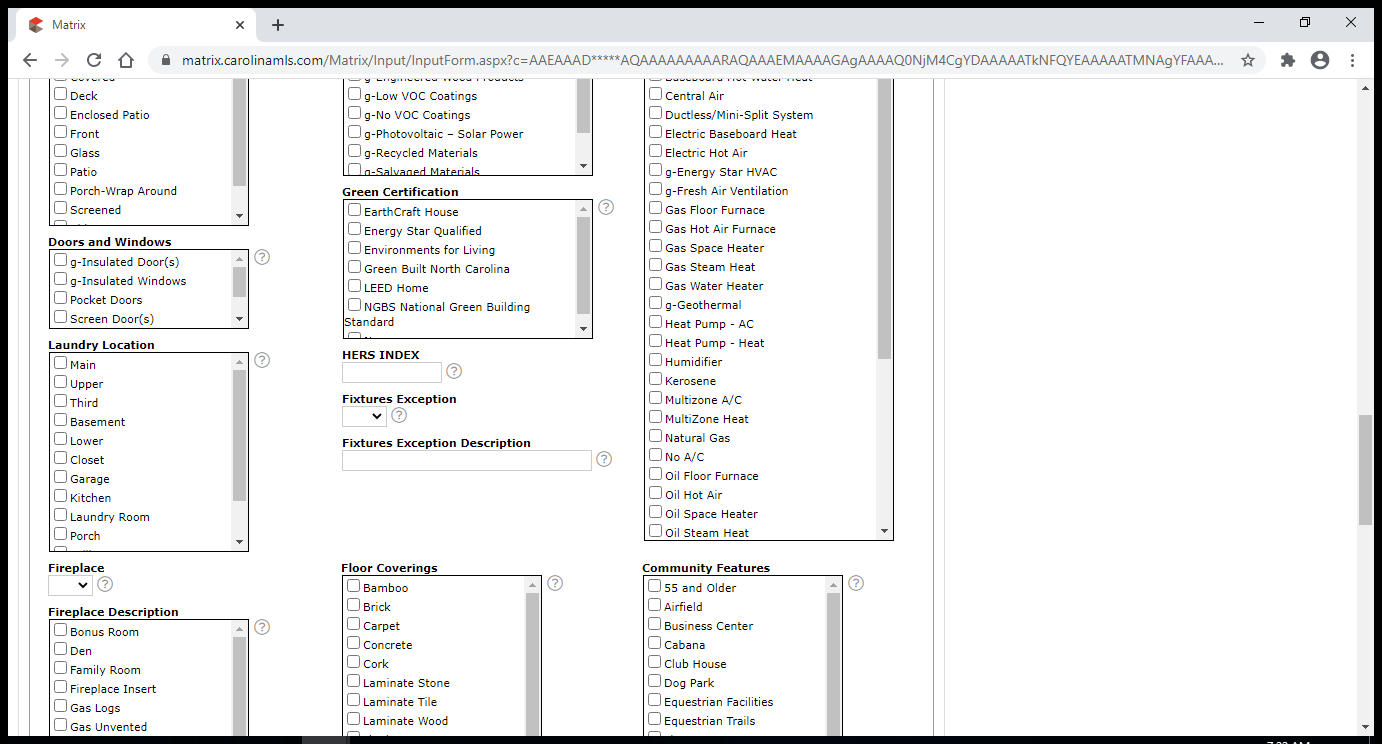 Matrix
matrix.carolinamls.com/Matrix/Input/InputForm.aspx?c=AAEAAAD*****AQAAAAAAAAARAQAAAEMAAAAGAgAAAAQ0NjM4CgYDAAAAATkNFQYEAAAAATMNAgYFAAA...
Covered
Deck
Enclosed Patio
Front
Glass
Patio
Porch-Wrap Around
Screened
Doors and Windows
g-Insulated Door(s)
g-Insulated Windows
Pocket Doors
Screen Door(s)
Laundry Location
Main
Upper
Third
Basement
Lower
Closet
Garage
Kitchen
Laundry Room
Porch
Fireplace
Fireplace Description
Bonus Room
Den
Family Room
Fireplace Insert
Gas Logs
Gas Unvented
g-Engineered Wood Products
g-Low VOC Coatings
g-No VOC Coatings
g-Photovoltaic – Solar Power
g-Recycled Materials
g-Salvaged Materials
Green Certification
EarthCraft House
Energy Star Qualified
Environments for Living
Green Built North Carolina
LEED Home
NGBS National Green Building
Standard
HERS INDEX
Fixtures Exception
Fixtures Exception Description
Floor Coverings
Bamboo
Brick
Carpet
Concrete
Cork
Laminate Stone
Laminate Tile
Laminate Wood
Baseboard Hot Water Heat
Central Air
Ductless/Mini-Split System
Electric Baseboard Heat
Electric Hot Air
g-Energy Star HVAC
g-Fresh Air Ventilation
Gas Floor Furnace
Gas Hot Air Furnace
Gas Space Heater
Gas Steam Heat
Gas Water Heater
g-Geothermal
Heat Pump - AC
Heat Pump - Heat
Humidifier
Kerosene
Multizone A/C
MultiZone Heat
Natural Gas
No A/C
Oil Floor Furnace
Oil Hot Air
Oil Space Heater
Oil Steam Heat
Community Features
55 and Older
Airfield
Business Center
Cabana
Club House
Dog Park
Equestrian Facilities
Equestrian Trails